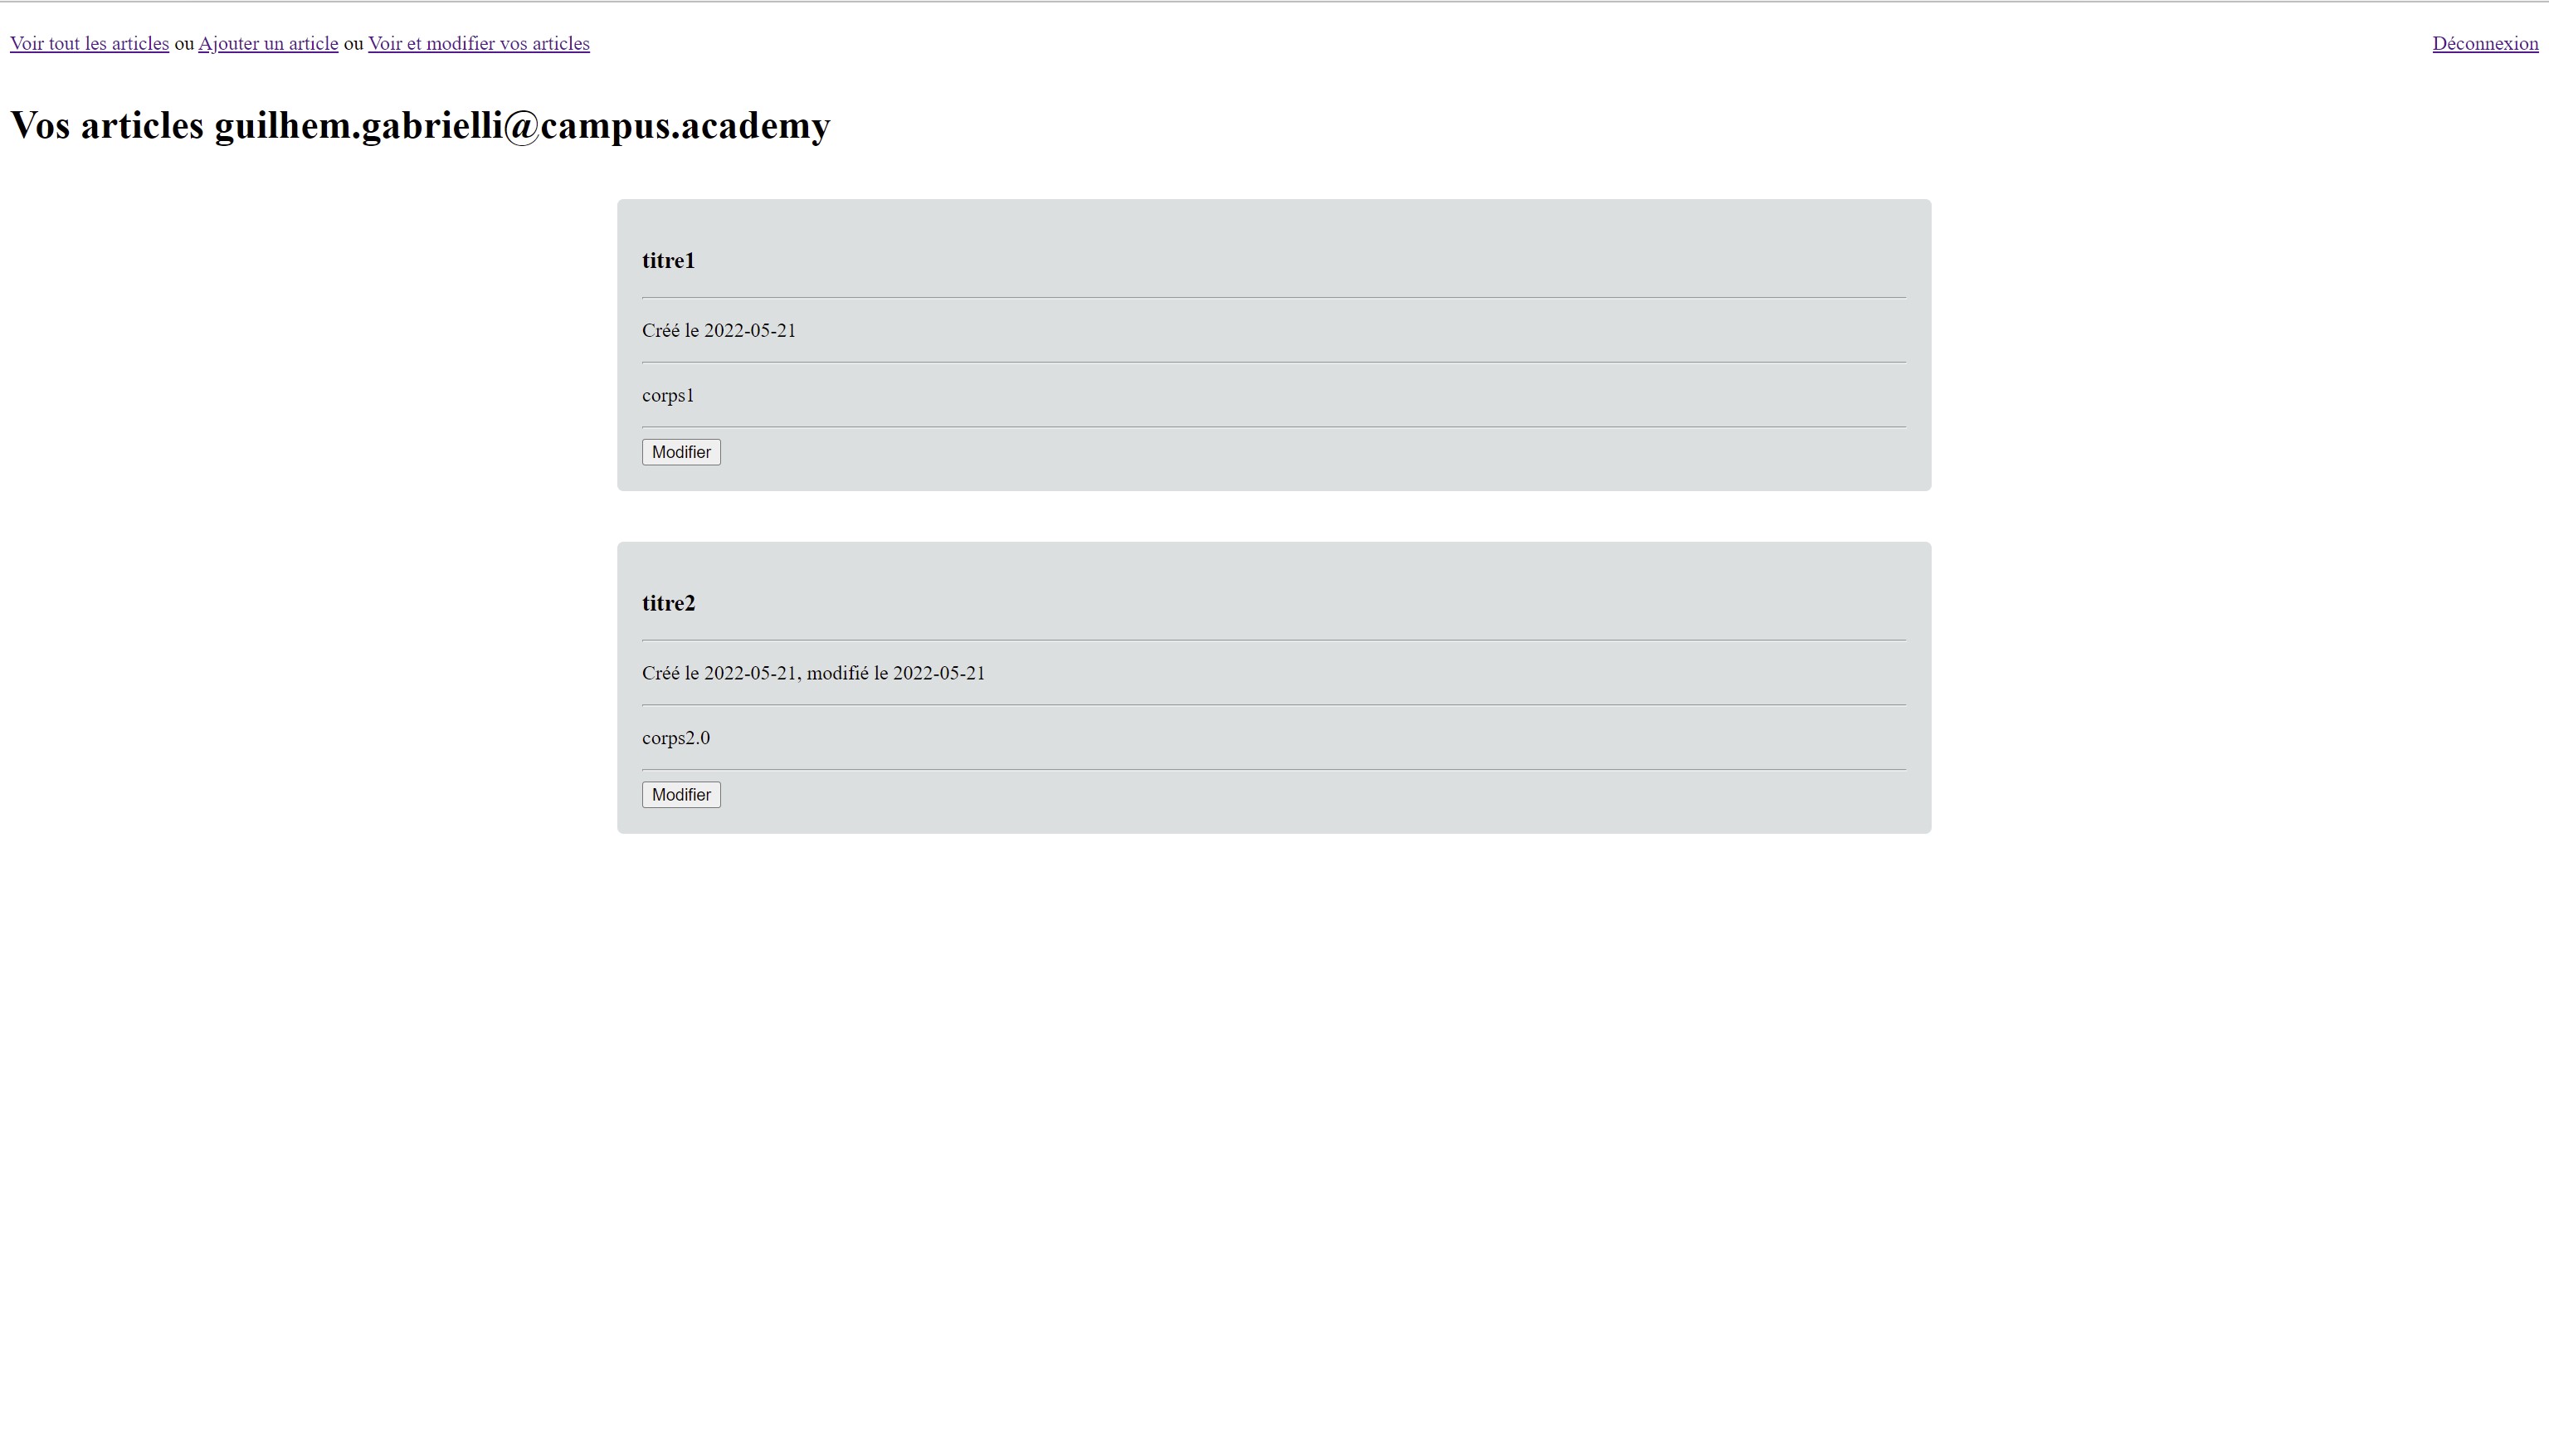 Voir tout les articles ou Ajouter un article ou Voir et modifier vos articles
Déconnexion
Vos articles guilhem.gabrielli@campus.academy
titre1
Créé le 2022-05-21
corps1
Modifier
titre2
Créé le 2022-05-21, modifié le 2022-05-21
corps2.0
Modifier